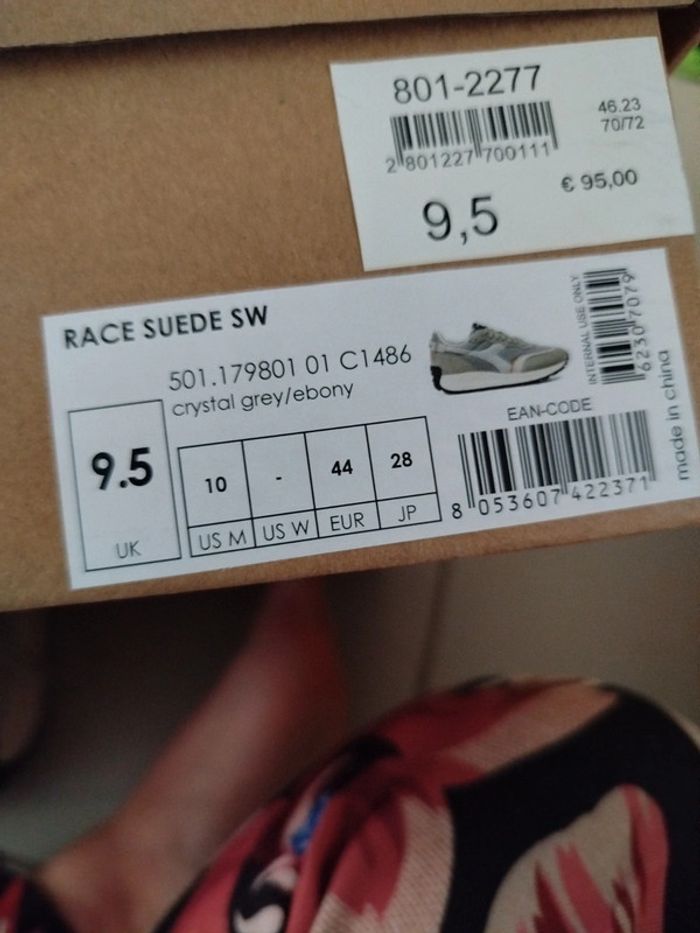 801-2277
46.23
70/72
2 801227 700111
€ 95,00
9,5
RACE SUEDE SW
501.179801 01 C1486
crystal grey/ebony
9.5
UK
10 - 44 28
US M US W EUR JP
EAN-CODE
8 053607 422371
INTERNAL USE ONLY
62307079
made in china